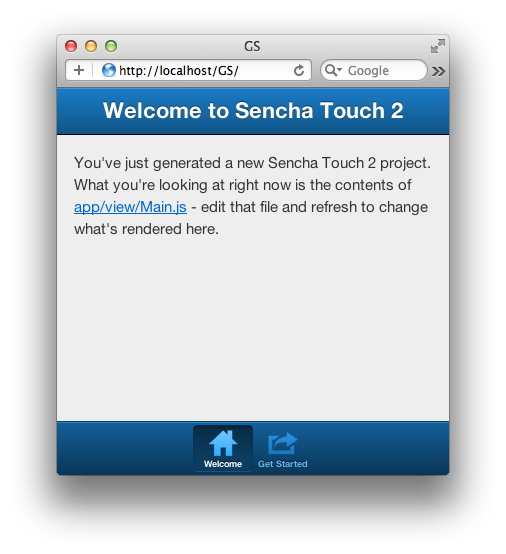 GS
http://localhost/GS/
Google
Welcome to Sencha Touch 2
You've just generated a new Sencha Touch 2 project.
What you're looking at right now is the contents of
app/view/Main.js - edit that file and refresh to change
what's rendered here.
Welcome
Get Started